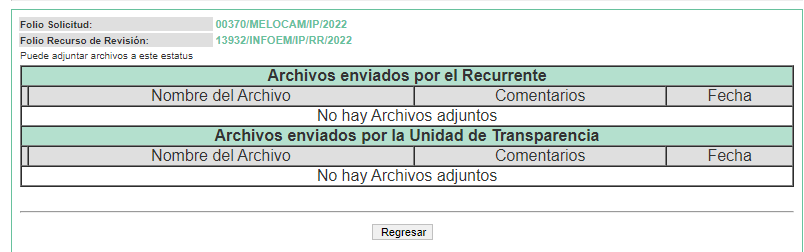 Folio Solicitud: 00370/MELOCAM/IP/2022
Folio Recurso de Revisión: 13932/INFOEM/IP/RR/2022
Puede adjuntar archivos a este estatus
Archivos enviados por el Recurrente
Nombre del Archivo Comentarios Fecha
No hay Archivos adjuntos
Archivos enviados por la Unidad de Transparencia
Nombre del Archivo Comentarios Fecha
No hay Archivos adjuntos
Regresar